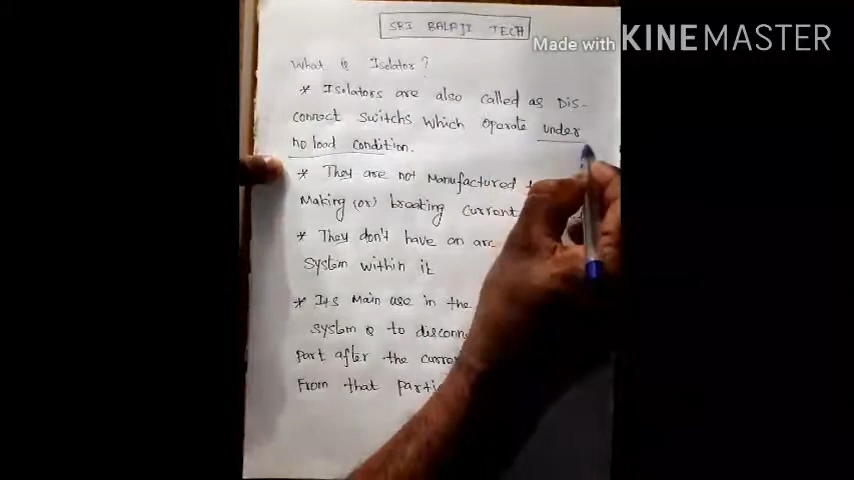 SRI BALAJI TECH
Made with KINEMASTER
What is Isolator?
* Isolators are also called as Dis-
connect switchs which operate under
no load condition.
* They are not Manufactured
Making (or) breaking current
* They don't have an arc
System within it
* Its Main use in the
system is to disconn
Part after the curre
From that parti